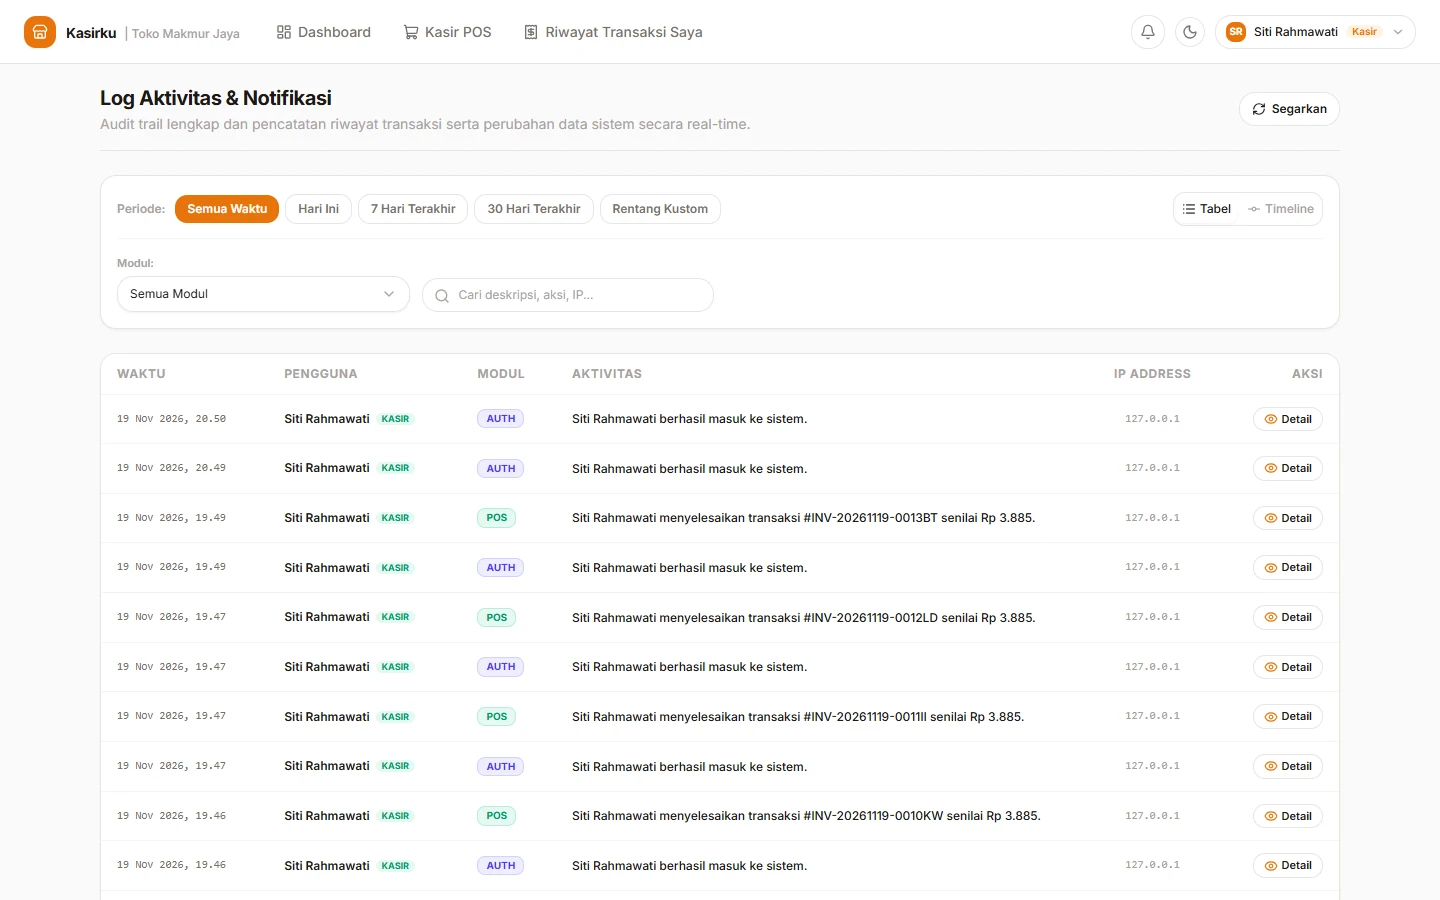 Kasirku | Toko Makmur Jaya Dashboard Kasir POS Riwayat Transaksi Saya SR Siti Rahmawati Kasir
Log Aktivitas & Notifikasi
Audit trail lengkap dan pencatatan riwayat transaksi serta perubahan data sistem secara real-time.
Segarkan
Periode: Semua Waktu Hari Ini 7 Hari Terakhir 30 Hari Terakhir Rentang Kustom Tabel Timeline
Modul:
Semua Modul Cari deskripsi, aksi, IP...
WAKTU PENGGUNA MODUL AKTIVITAS IP ADDRESS AKSI
19 Nov 2026, 20.50 Siti Rahmawati KASIR AUTH Siti Rahmawati berhasil masuk ke sistem. 127.0.0.1 Detail
19 Nov 2026, 20.49 Siti Rahmawati KASIR AUTH Siti Rahmawati berhasil masuk ke sistem. 127.0.0.1 Detail
19 Nov 2026, 19.49 Siti Rahmawati KASIR POS Siti Rahmawati menyelesaikan transaksi #INV-20261119-0013BT senilai Rp 3.885. 127.0.0.1 Detail
19 Nov 2026, 19.49 Siti Rahmawati KASIR AUTH Siti Rahmawati berhasil masuk ke sistem. 127.0.0.1 Detail
19 Nov 2026, 19.47 Siti Rahmawati KASIR POS Siti Rahmawati menyelesaikan transaksi #INV-20261119-0012LD senilai Rp 3.885. 127.0.0.1 Detail
19 Nov 2026, 19.47 Siti Rahmawati KASIR AUTH Siti Rahmawati berhasil masuk ke sistem. 127.0.0.1 Detail
19 Nov 2026, 19.47 Siti Rahmawati KASIR POS Siti Rahmawati menyelesaikan transaksi #INV-20261119-0011II senilai Rp 3.885. 127.0.0.1 Detail
19 Nov 2026, 19.47 Siti Rahmawati KASIR AUTH Siti Rahmawati berhasil masuk ke sistem. 127.0.0.1 Detail
19 Nov 2026, 19.46 Siti Rahmawati KASIR POS Siti Rahmawati menyelesaikan transaksi #INV-20261119-0010KW senilai Rp 3.885. 127.0.0.1 Detail
19 Nov 2026, 19.46 Siti Rahmawati KASIR AUTH Siti Rahmawati berhasil masuk ke sistem. 127.0.0.1 Detail